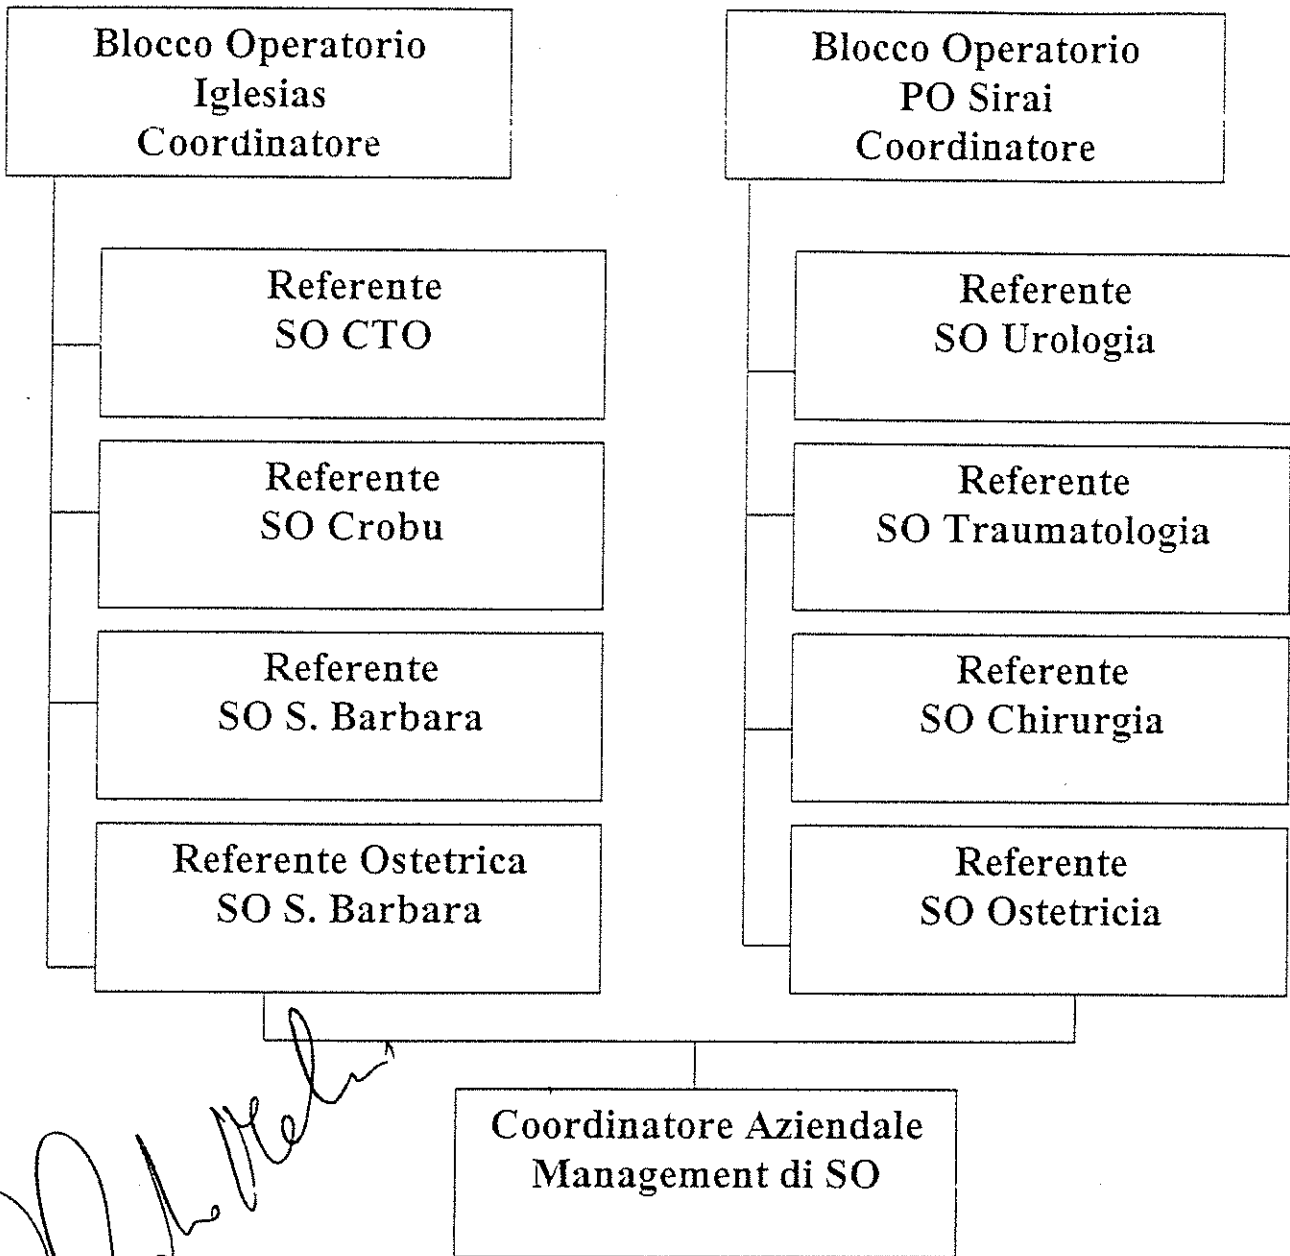 Blocco Operatorio
Iglesias
Coordinatore
Referente
SO CTO
Referente
SO Crobu
Referente
SO S. Barbara
Referente Ostetrica
SO S. Barbara
Blocco Operatorio
PO Sirai
Coordinatore
Referente
SO Urologia
Referente
SO Traumatologia
Referente
SO Chirurgia
Referente
SO Ostetricia
Coordinatore Aziendale
Management di SO